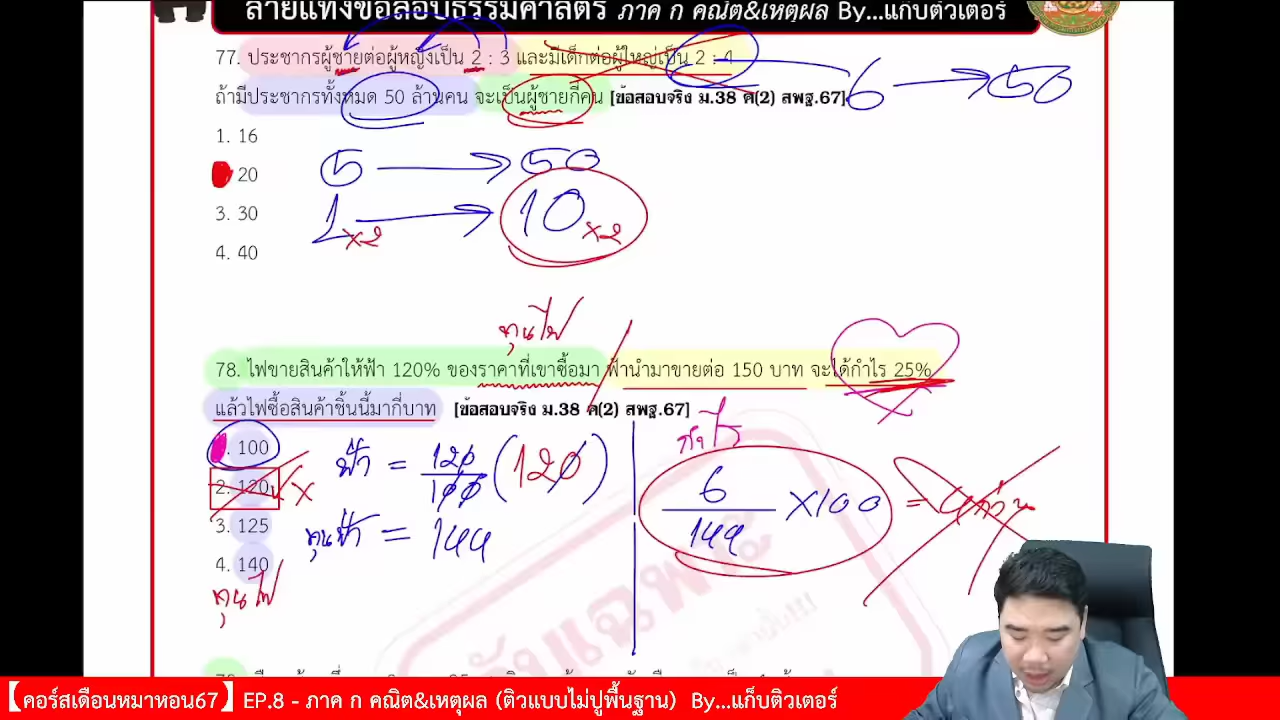 ลายแทงข้อสอบธรรมศาสตร์ ภาค ก คณิต&เหตุผล By...แก๊บติวเตอร์
77. ประชากรผู้ชายต่อผู้หญิงเป็น 2 : 3 และมีเด็กต่อผู้ใหญ่เป็น 2 : 4
ถ้ามีประชากรทั้งหมด 50 ล้านคน จะเป็นผู้ชายกี่คน [ข้อสอบจริง ม.38 ค(2) สพฐ.67]
6 → 50
1. 16
20
3. 30
4. 40
5 → 50
1 ×2 → 10 ×2
ทุนไฟ
78. ไฟขายสินค้าให้ฟ้า 120% ของราคาที่เขาซื้อมา ฟ้านำมาขายต่อ 150 บาท จะได้กำไร 25%
แล้วไฟซื้อสินค้าชิ้นนี้มากี่บาท [ข้อสอบจริง ม.38 ค(2) สพฐ.67]
. 100
2. 120 ×
3. 125
4. 140
ทุนไฟ
ฟ้า = 120/100 (120)
ทุนฟ้า = 144
กำไร
6/144 ×100 =
【คอร์สเดือนหมาหอน67】 EP.8 - ภาค ก คณิต&เหตุผล (ติวแบบไม่ปูพื้นฐาน) By...แก็บติวเตอร์